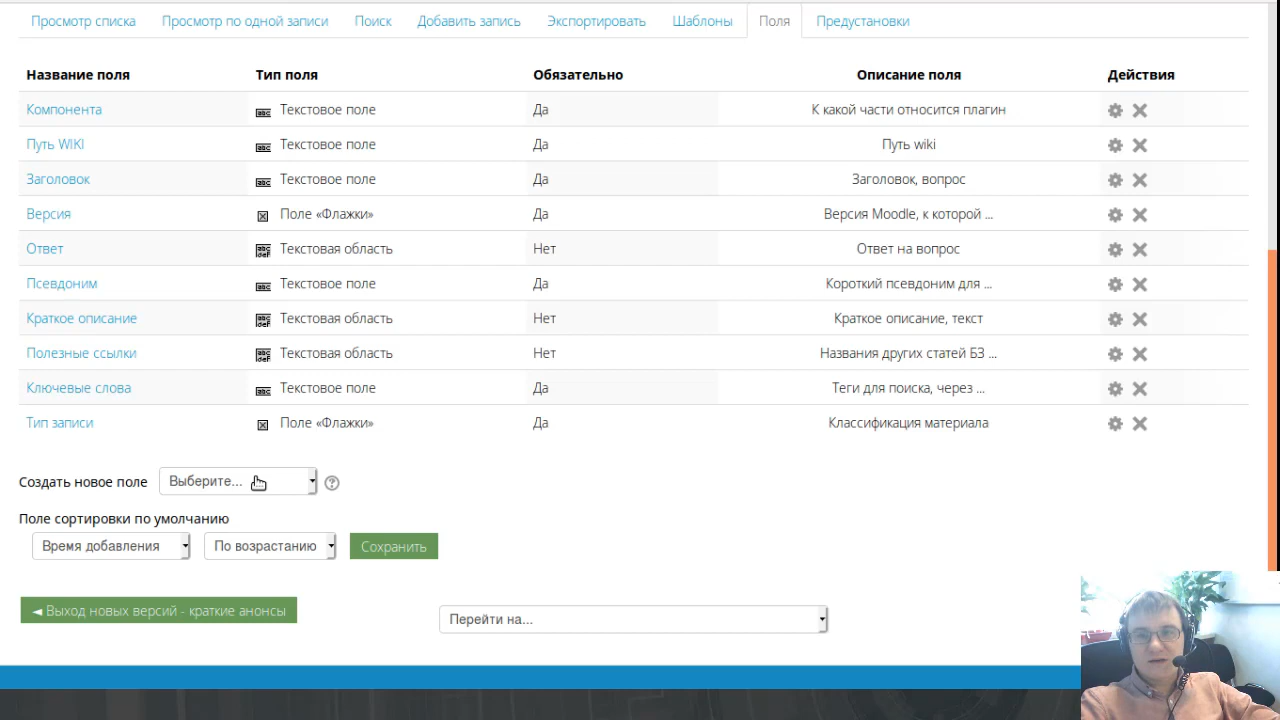 Просмотр списка Просмотр по одной записи Поиск Добавить запись Экспортировать Шаблоны Поля Предустановки
Название поля Тип поля Обязательно Описание поля Действия
Компонента Текстовое поле Да К какой части относится плагин
Путь WIKI Текстовое поле Да Путь wiki
Заголовок Текстовое поле Да Заголовок, вопрос
Версия Поле «Флажки» Да Версия Moodle, к которой ...
Ответ Текстовая область Нет Ответ на вопрос
Псевдоним Текстовое поле Да Короткий псевдоним для ...
Краткое описание Текстовая область Нет Краткое описание, текст
Полезные ссылки Текстовая область Нет Названия других статей БЗ ...
Ключевые слова Текстовое поле Да Теги для поиска, через ...
Тип записи Поле «Флажки» Да Классификация материала
Создать новое поле Выберите...
Поле сортировки по умолчанию
Время добавления По возрастанию Сохранить
◄ Выход новых версий - краткие анонсы
Перейти на...